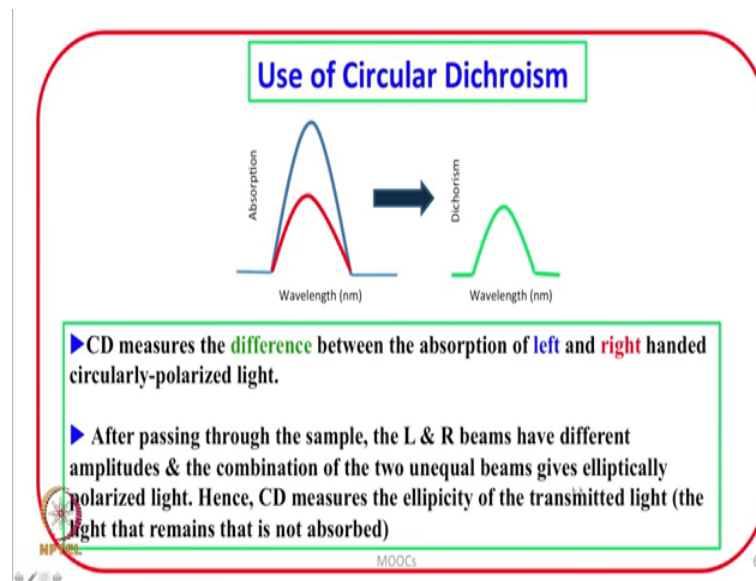 Use of Circular Dichroism
Absorption
Dichorism
Wavelength (nm)
Wavelength (nm)
▶CD measures the difference between the absorption of left and right handed
circularly-polarized light.
▶ After passing through the sample, the L & R beams have different
amplitudes & the combination of the two unequal beams gives elliptically
polarized light. Hence, CD measures the ellipicity of the transmitted light (the
light that remains that is not absorbed)
NPTEL
MOOCs